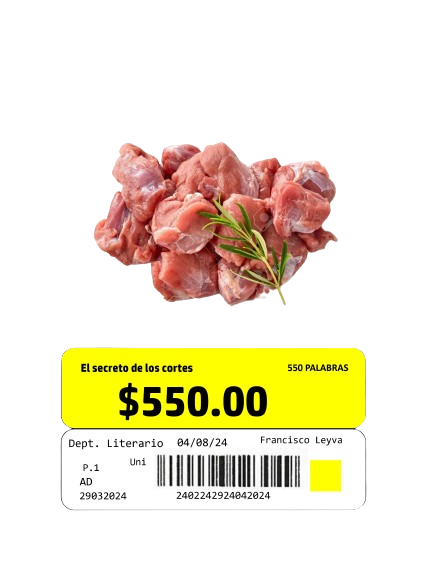 El secreto de los cortes 550 PALABRAS
$550.00
Dept. Literario 04/08/24 Francisco Leyva
P.1 Uni
AD
29032024 2402242924042024